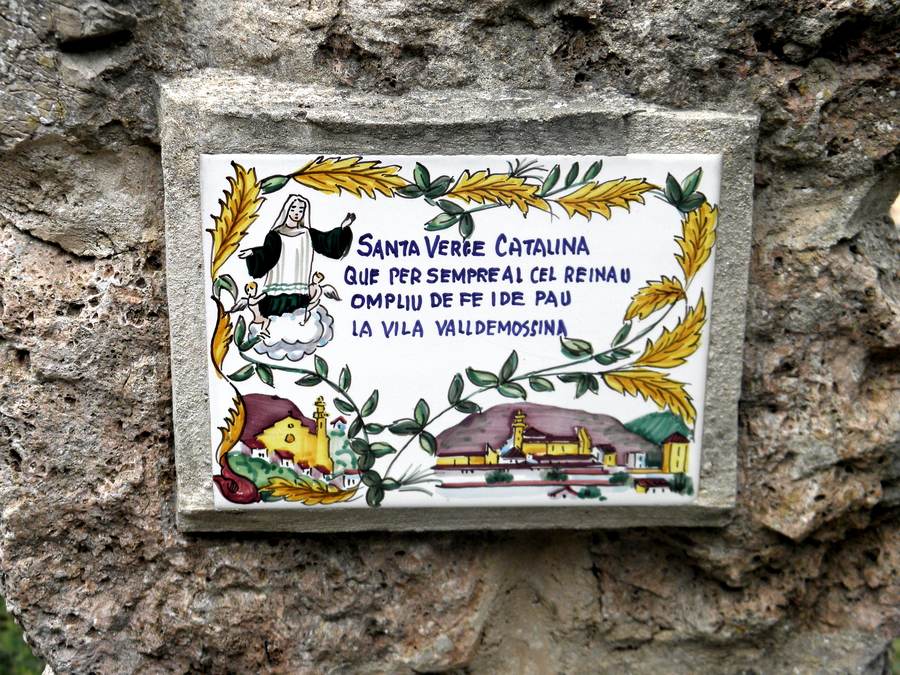 SANTA VERGE CATALINA
QUE PER SEMPRE AL CEL REINAU
OMPLIU DE FE I DE PAU
LA VILA VALLDEMOSSINA